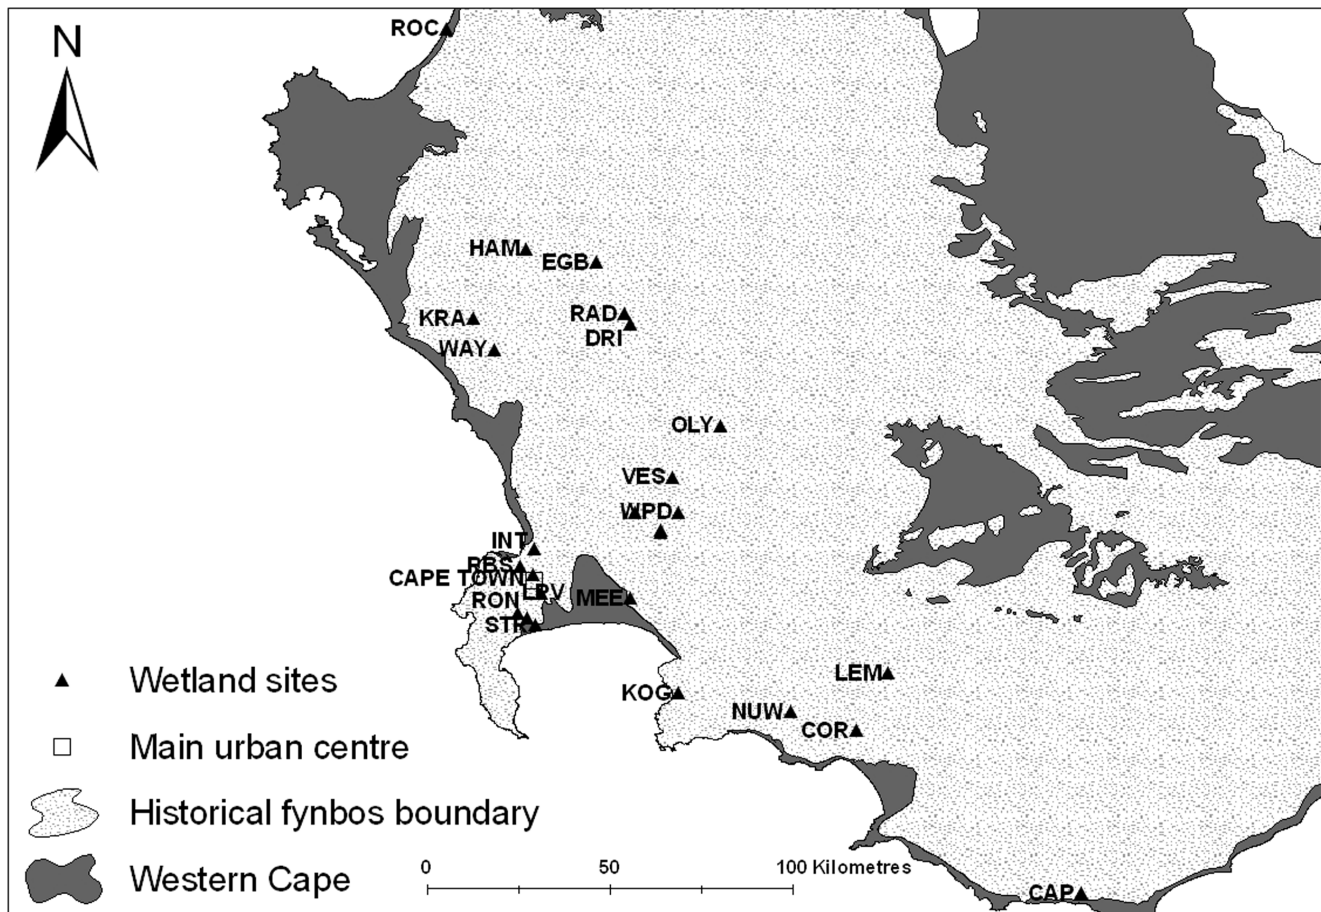 ROC
N
HAM
EGB
KRA
RAD
DRI
WAY
OLY
VES
WPD
INT
PBS
CAPE TOWN
RON
MEE
STR
Wetland sites
LEM
KOG
NUW
COR
Main urban centre
Historical fynbos boundary
0 50 100 Kilometres
Western Cape
CAP